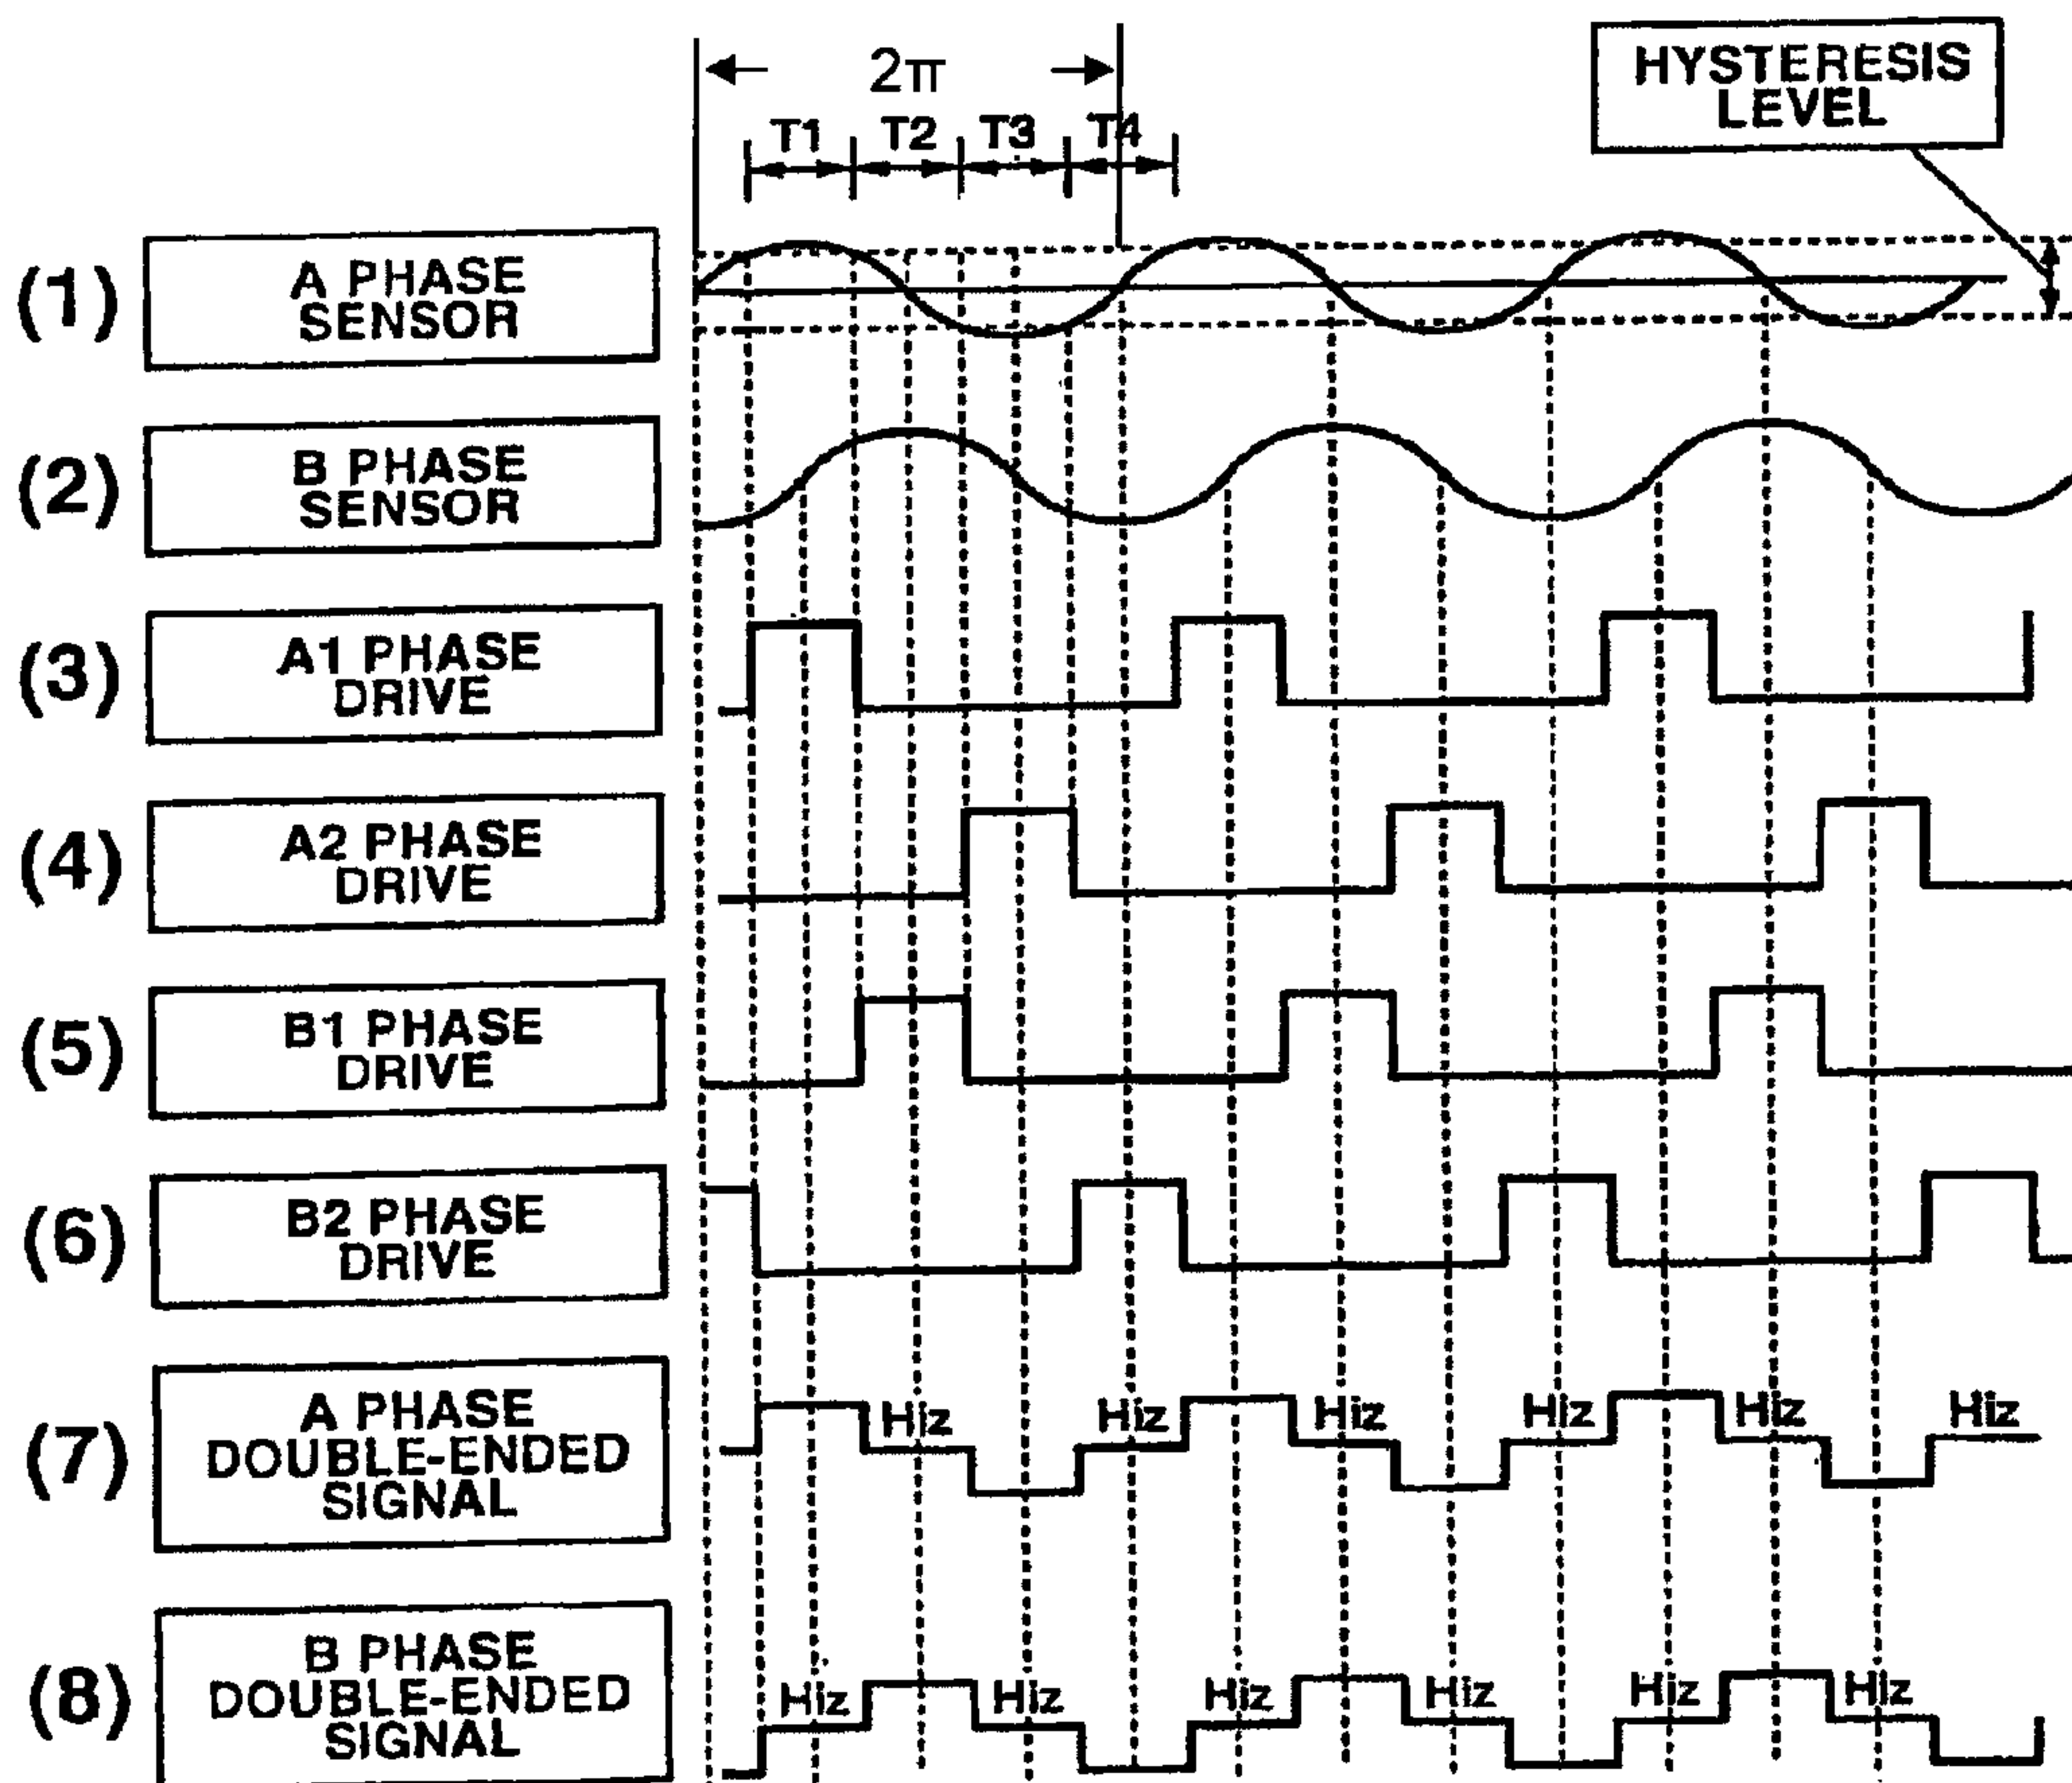 2π
HYSTERESIS
LEVEL
T1 T2 T3 T4
(1) A PHASE
SENSOR
(2) B PHASE
SENSOR
(3) A1 PHASE
DRIVE
(4) A2 PHASE
DRIVE
(5) B1 PHASE
DRIVE
(6) B2 PHASE
DRIVE
(7) A PHASE
DOUBLE-ENDED
SIGNAL
Hiz Hiz Hiz Hiz Hiz Hiz
(8) B PHASE
DOUBLE-ENDED
SIGNAL
Hiz Hiz Hiz Hiz Hiz Hiz